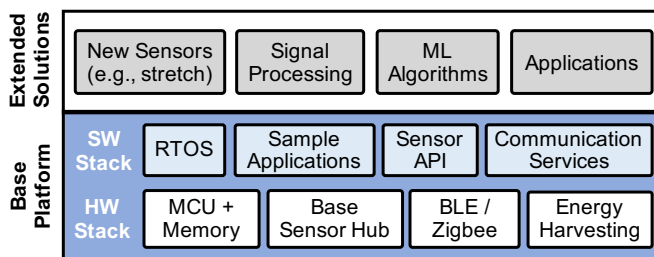 Extended
Solutions
New Sensors
(e.g., stretch)
Signal
Processing
ML
Algorithms
Applications
Base
Platform
SW
Stack
RTOS
Sample
Applications
Sensor
API
Communication
Services
HW
Stack
MCU +
Memory
Base
Sensor Hub
BLE /
Zigbee
Energy
Harvesting